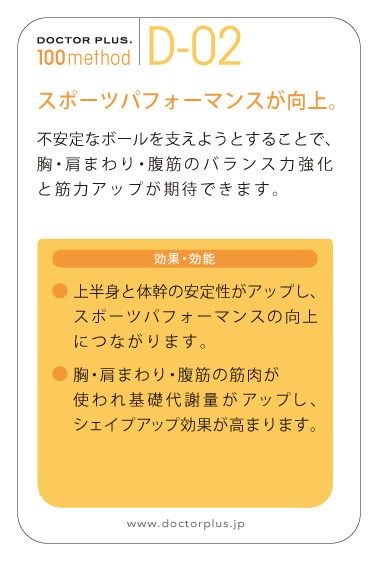 DOCTOR PLUS®
100method
D-02
スポーツパフォーマンスが向上。
不安定なボールを支えようとすることで、
胸・肩まわり・腹筋のバランス力強化
と筋力アップが期待できます。
効果・効能
● 上半身と体幹の安定性がアップし、
スポーツパフォーマンスの向上
につながります。
● 胸・肩まわり・腹筋の筋肉が
使われ基礎代謝量がアップし、
シェイプアップ効果が高まります。
www.doctorplus.jp